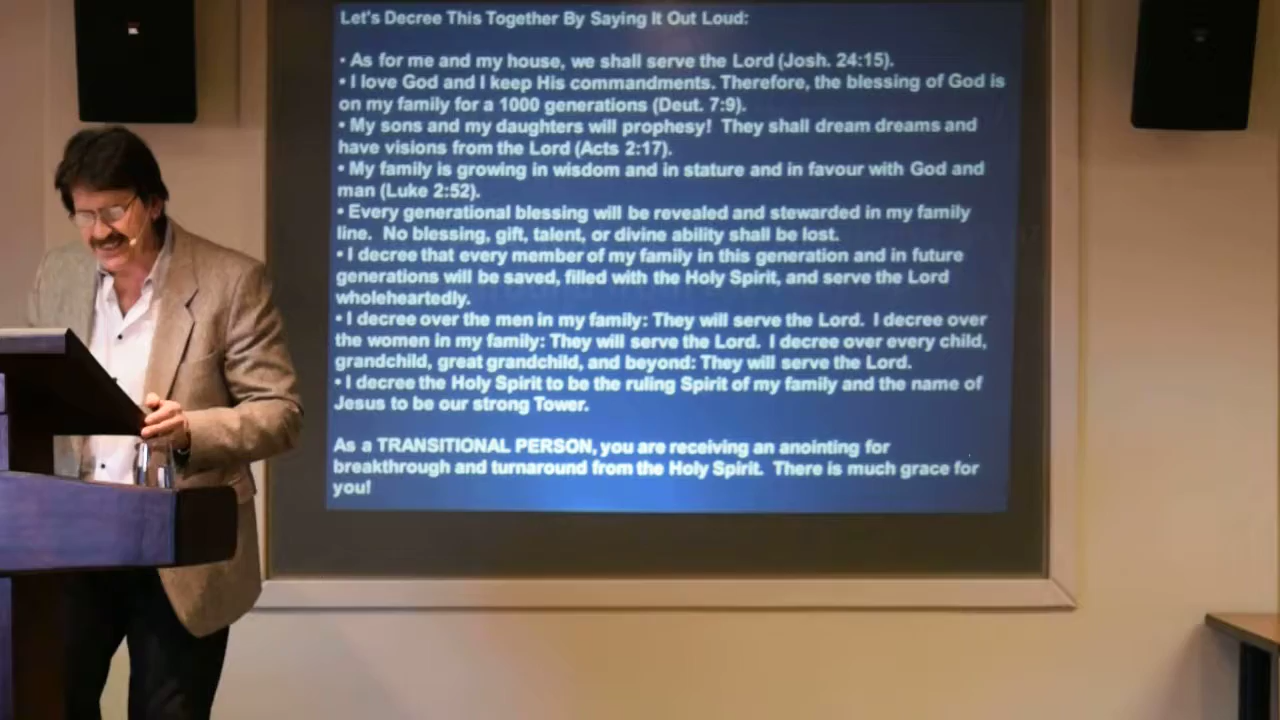 Let's Decree This Together By Saying It Out Loud:
• As for me and my house, we shall serve the Lord (Josh. 24:15).
• I love God and I keep His commandments. Therefore, the blessing of God is
on my family for a 1000 generations (Deut. 7:9).
• My sons and my daughters will prophesy! They shall dream dreams and
have visions from the Lord (Acts 2:17).
• My family is growing in wisdom and in stature and in favour with God and
man (Luke 2:52).
• Every generational blessing will be revealed and stewarded in my family
line. No blessing, gift, talent, or divine ability shall be lost.
• I decree that every member of my family in this generation and in future
generations will be saved, filled with the Holy Spirit, and serve the Lord
wholeheartedly.
• I decree over the men in my family: They will serve the Lord. I decree over
the women in my family: They will serve the Lord. I decree over every child,
grandchild, great grandchild, and beyond: They will serve the Lord.
• I decree the Holy Spirit to be the ruling Spirit of my family and the name of
Jesus to be our strong Tower.
As a TRANSITIONAL PERSON, you are receiving an anointing for
breakthrough and turnaround from the Holy Spirit. There is much grace for
you!